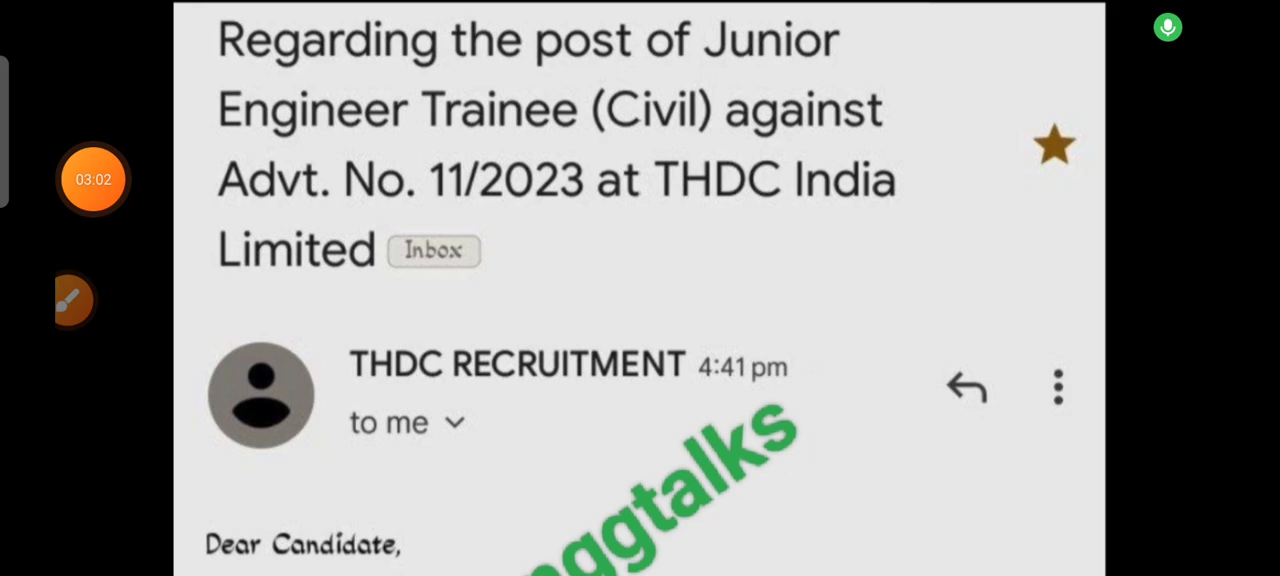 Regarding the post of Junior
Engineer Trainee (Civil) against
Advt. No. 11/2023 at THDC India
Limited Inbox
03:02
THDC RECRUITMENT 4:41 pm
to me
Dear Candidate,